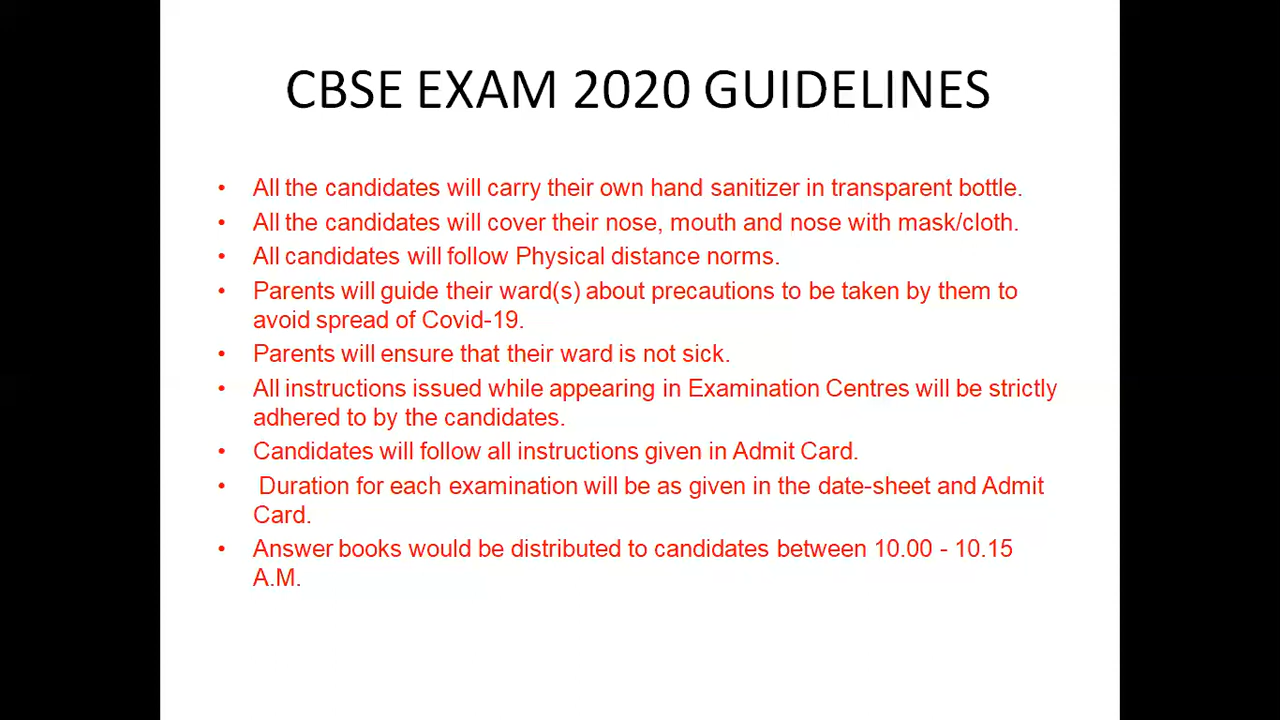 CBSE EXAM 2020 GUIDELINES
• All the candidates will carry their own hand sanitizer in transparent bottle.
• All the candidates will cover their nose, mouth and nose with mask/cloth.
• All candidates will follow Physical distance norms.
• Parents will guide their ward(s) about precautions to be taken by them to
avoid spread of Covid-19.
• Parents will ensure that their ward is not sick.
• All instructions issued while appearing in Examination Centres will be strictly
adhered to by the candidates.
• Candidates will follow all instructions given in Admit Card.
• Duration for each examination will be as given in the date-sheet and Admit
Card.
• Answer books would be distributed to candidates between 10.00 - 10.15
A.M.